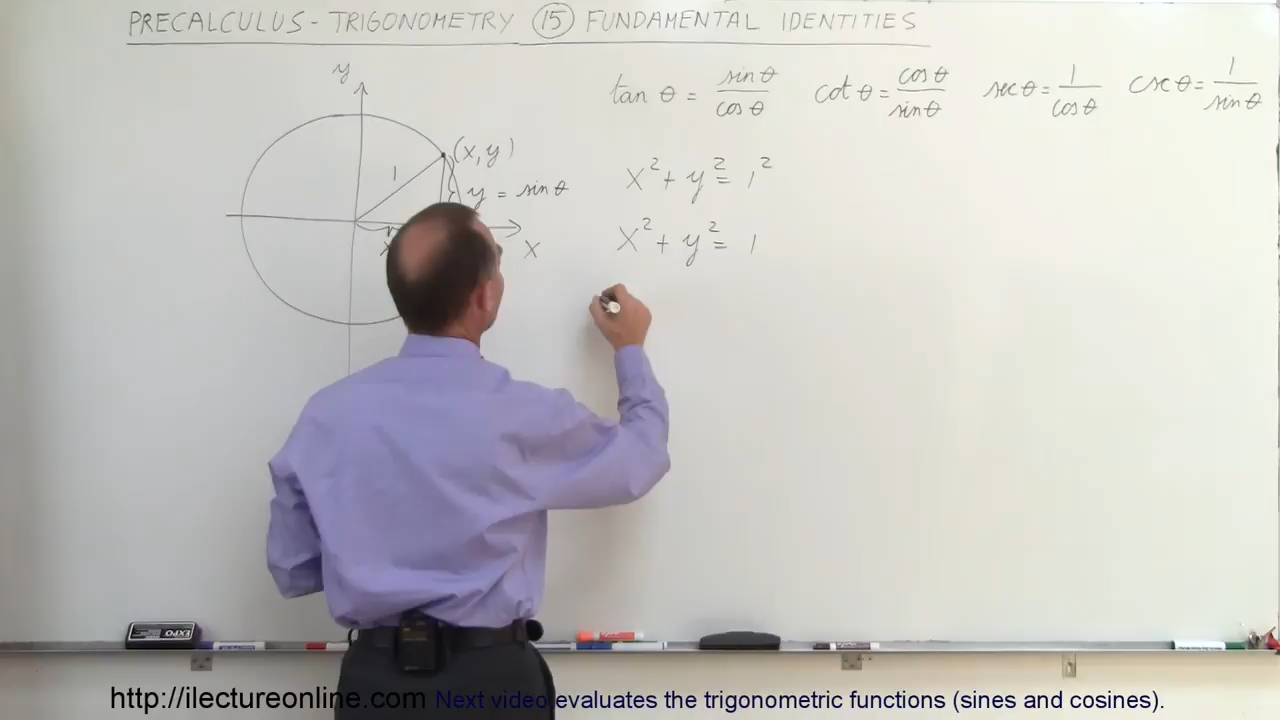 PRECALCULUS - TRIGONOMETRY 15 FUNDAMENTAL IDENTITIES
y
tan θ = sin θ / cos θ
cot θ = cos θ / sin θ
sec θ = 1 / cos θ
csc θ = 1 / sin θ
(x, y)
1
y = sin θ
x
x
x² + y² = 1²
x² + y² = 1
EXPO
http://ilectureonline.com Next video evaluates the trigonometric functions (sines and cosines).